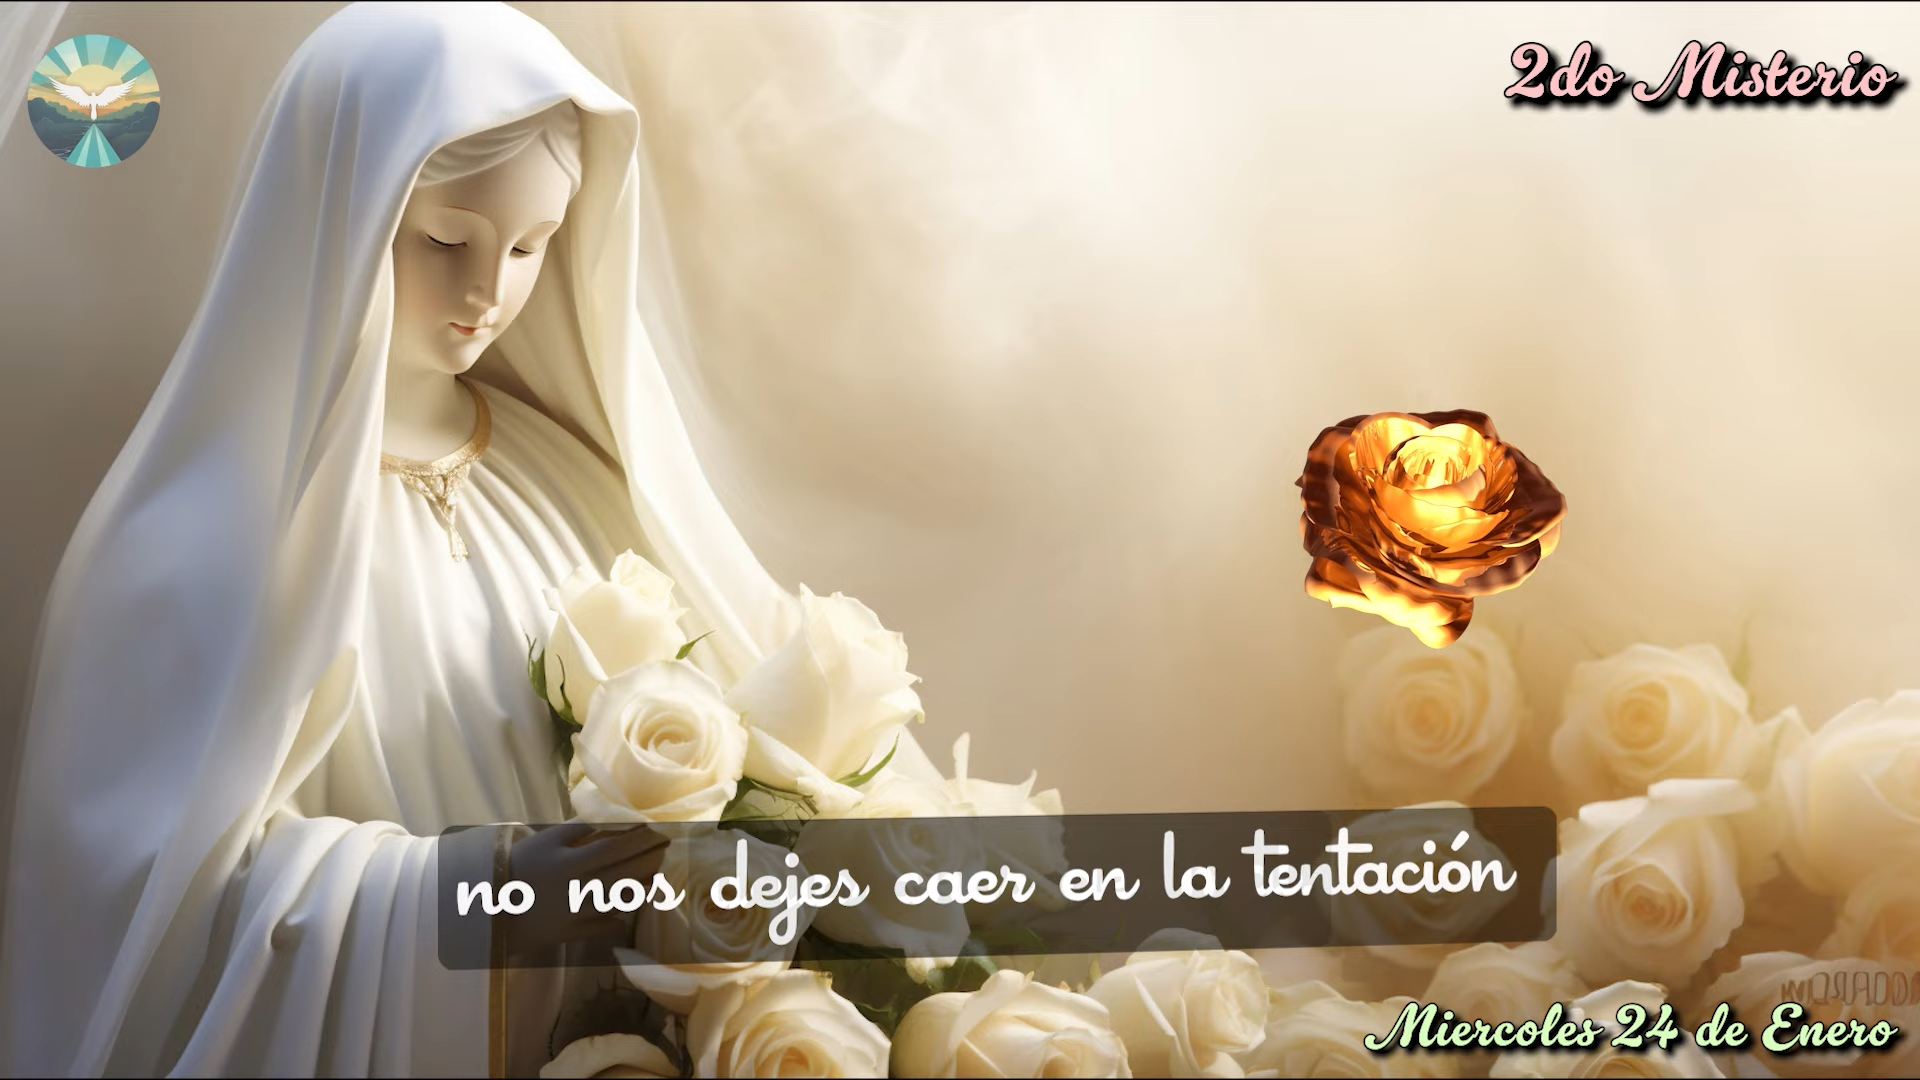 2do Misterio
no nos dejes caer en la tentación
Miercoles 24 de Enero